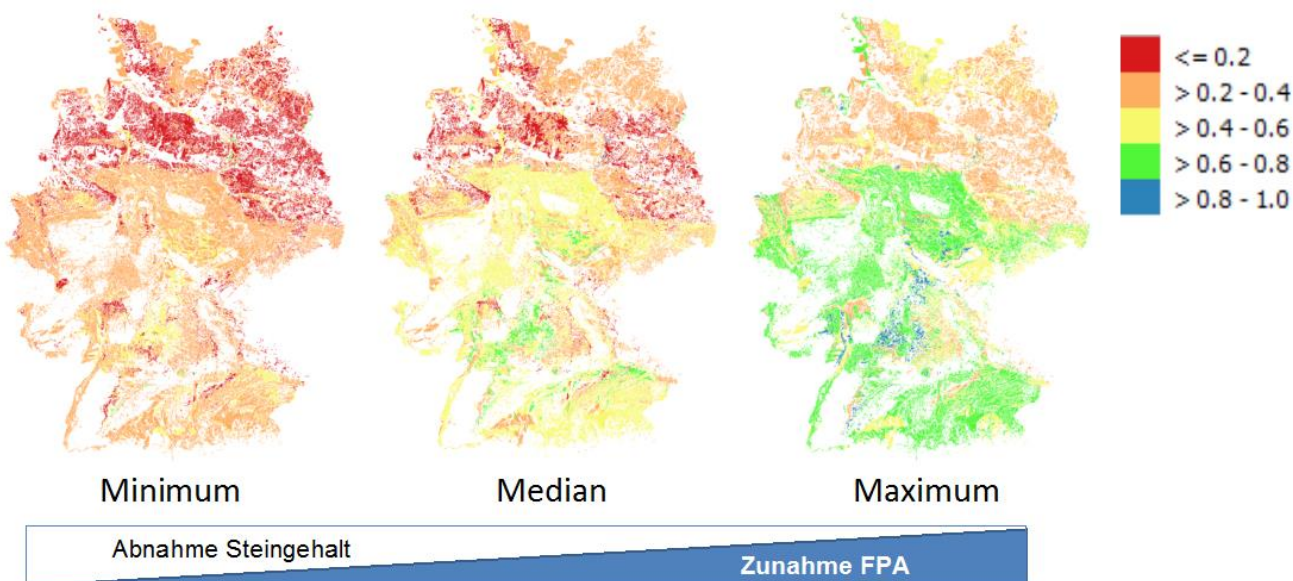 <= 0.2
> 0.2 - 0.4
> 0.4 - 0.6
> 0.6 - 0.8
> 0.8 - 1.0
Minimum Median Maximum
Abnahme Steingehalt
Zunahme FPA